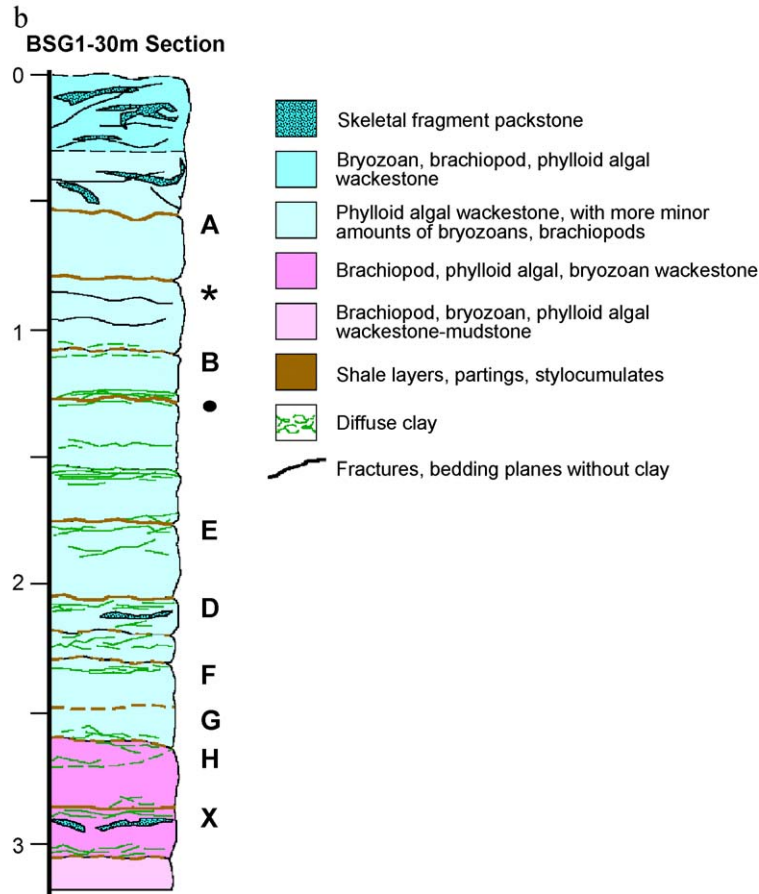 b
BSG1-30m Section
0
1
2
3
A
*
B
•
E
D
F
G
H
X
Skeletal fragment packstone
Bryozoan, brachiopod, phylloid algal
wackestone
Phylloid algal wackestone, with more minor
amounts of bryozoans, brachiopods
Brachiopod, phylloid algal, bryozoan wackestone
Brachiopod, bryozoan, phylloid algal
wackestone-mudstone
Shale layers, partings, stylocumulates
Diffuse clay
Fractures, bedding planes without clay